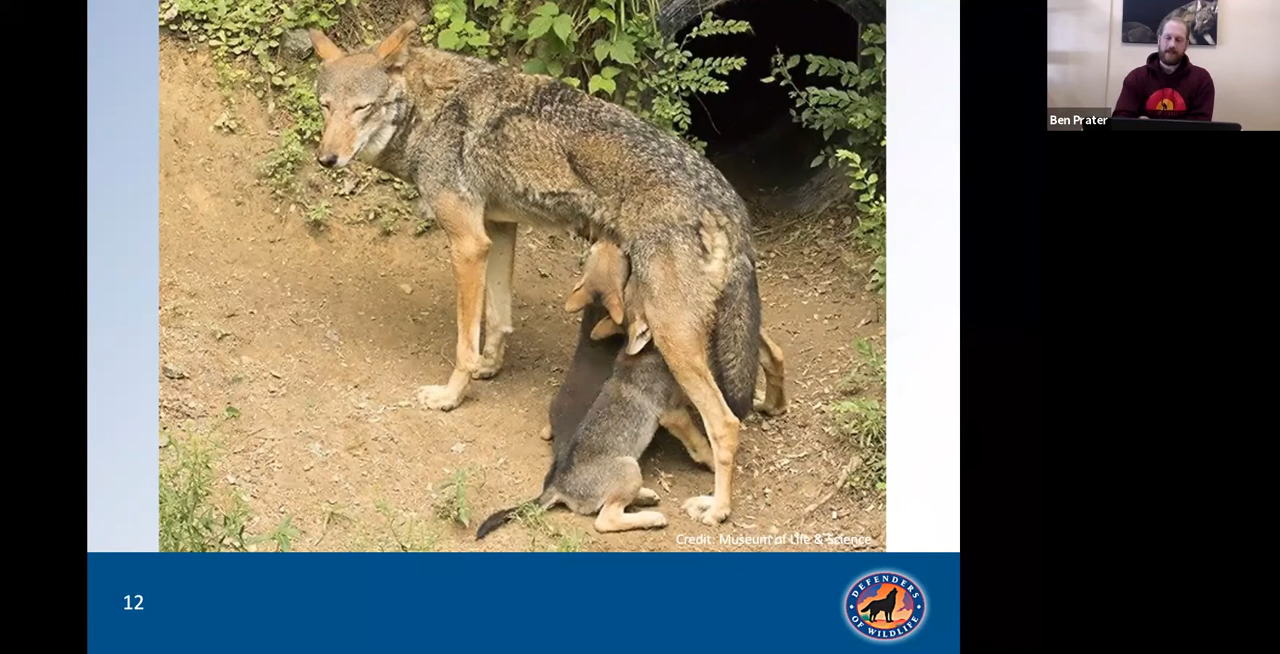 Ben Prater
Credit: Museum of Life & Science
12
DEFENDERS
OF WILDLIFE